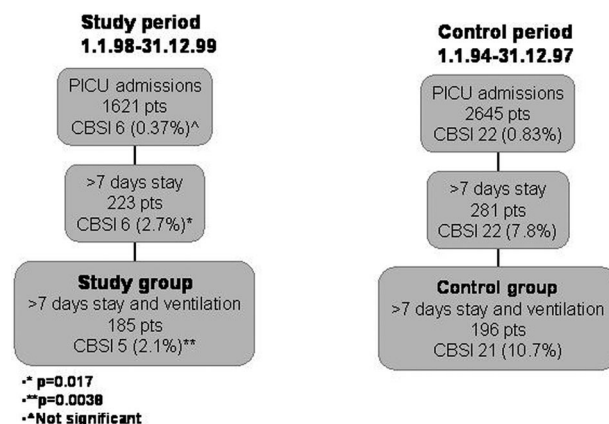 Study period
1.1.98-31.12.99
PICU admissions
1621 pts
CBSI 6 (0.37%)^
>7 days stay
223 pts
CBSI 6 (2.7%)*
Study group
>7 days stay and ventilation
185 pts
CBSI 5 (2.1%)**
-* p=0.017
-**p=0.0038
-^Not significant
Control period
1.1.94-31.12.97
PICU admissions
2645 pts
CBSI 22 (0.83%)
>7 days stay
281 pts
CBSI 22 (7.8%)
Control group
>7 days stay and ventilation
196 pts
CBSI 21 (10.7%)